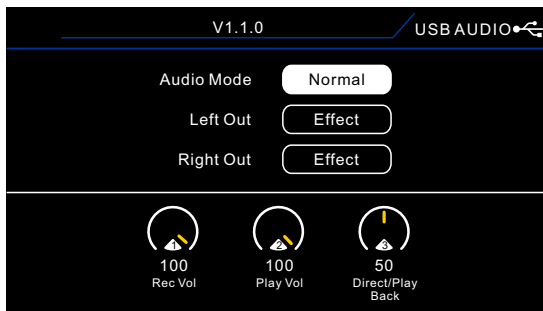 V1.1.0 USB AUDIO
Audio Mode Normal
Left Out Effect
Right Out Effect
1 2 3
100 100 50
Rec Vol Play Vol Direct/Play
Back